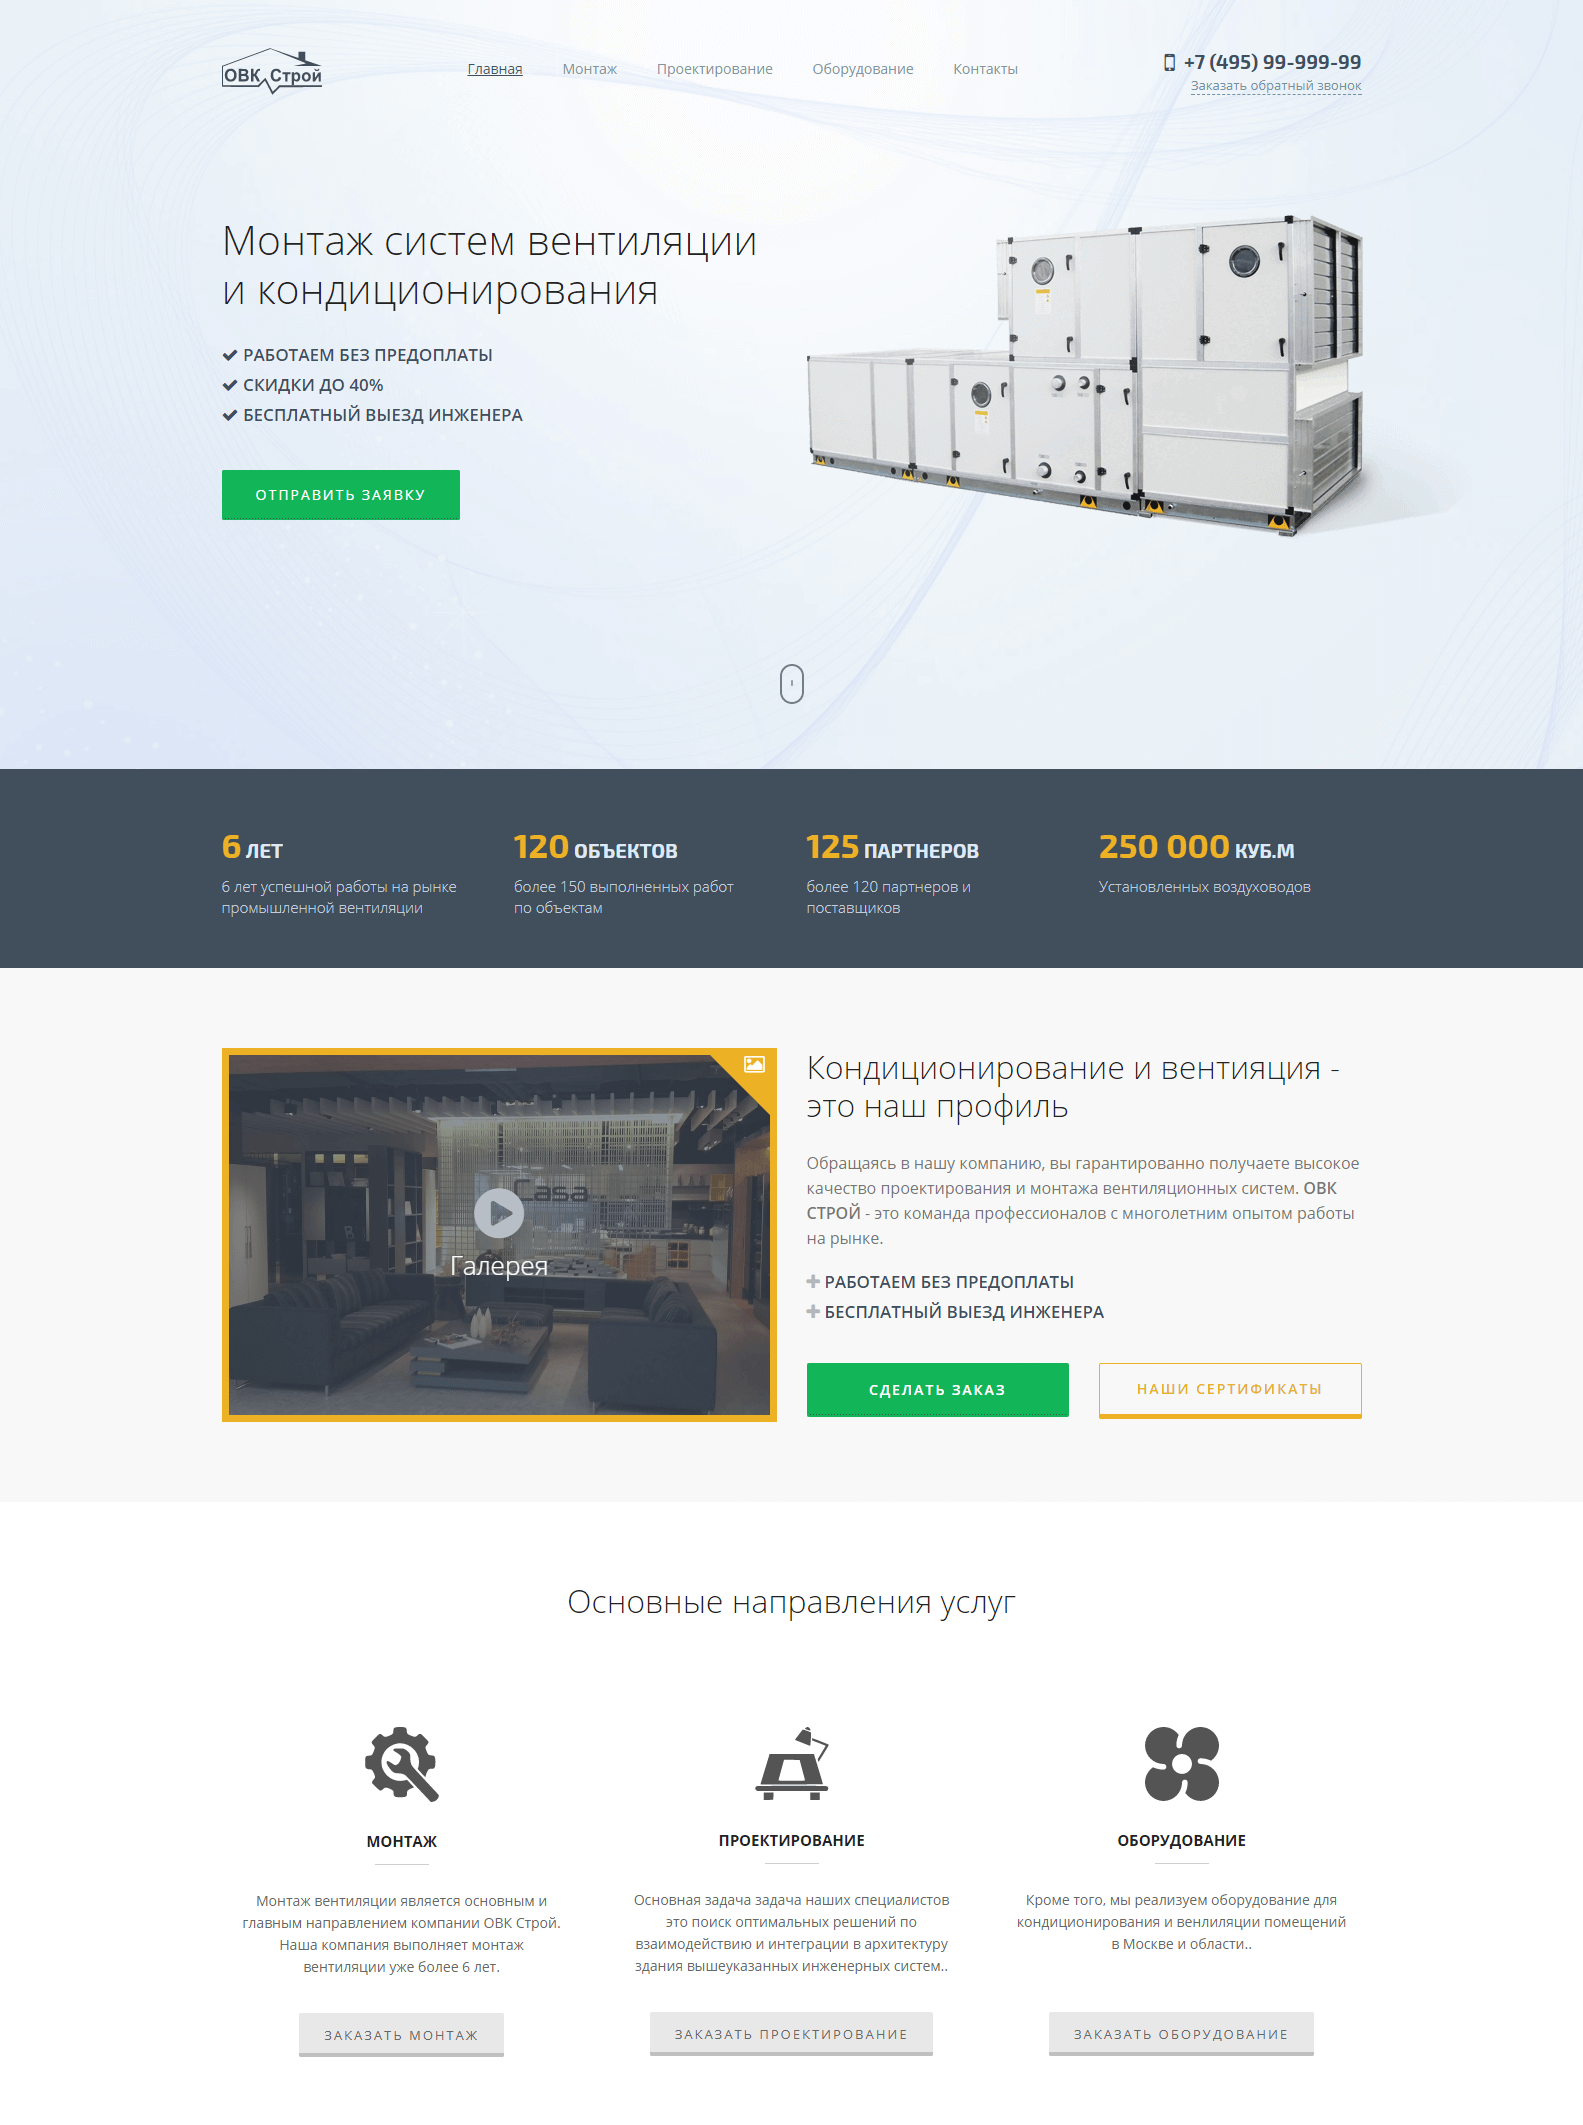 ОВК Строй
Главная
Монтаж
Проектирование
Оборудование
Контакты
+7 (495) 99-999-99
Заказать обратный звонок
Монтаж систем вентиляции
и кондиционирования
РАБОТАЕМ БЕЗ ПРЕДОПЛАТЫ
СКИДКИ ДО 40%
БЕСПЛАТНЫЙ ВЫЕЗД ИНЖЕНЕРА
ОТПРАВИТЬ ЗАЯВКУ
6 ЛЕТ
6 лет успешной работы на рынке
промышленной вентиляции
120 ОБЪЕКТОВ
более 150 выполненных работ
по объектам
125 ПАРТНЕРОВ
более 120 партнеров и
поставщиков
250 000 КУБ.М
Установленных воздуховодов
Casa
Галерея
Кондиционирование и вентияция -
это наш профиль
Обращаясь в нашу компанию, вы гарантированно получаете высокое
качество проектирования и монтажа вентиляционных систем. ОВК
СТРОЙ - это команда профессионалов с многолетним опытом работы
на рынке.
РАБОТАЕМ БЕЗ ПРЕДОПЛАТЫ
БЕСПЛАТНЫЙ ВЫЕЗД ИНЖЕНЕРА
СДЕЛАТЬ ЗАКАЗ
НАШИ СЕРТИФИКАТЫ
Основные направления услуг
МОНТАЖ
Монтаж вентиляции является основным и
главным направлением компании ОВК Строй.
Наша компания выполняет монтаж
вентиляции уже более 6 лет.
ЗАКАЗАТЬ МОНТАЖ
ПРОЕКТИРОВАНИЕ
Основная задача задача наших специалистов
это поиск оптимальных решений по
взаимодействию и интеграции в архитектуру
здания вышеуказанных инженерных систем..
ЗАКАЗАТЬ ПРОЕКТИРОВАНИЕ
ОБОРУДОВАНИЕ
Кроме того, мы реализуем оборудование для
кондиционирования и венлиляции помещений
в Москве и области..
ЗАКАЗАТЬ ОБОРУДОВАНИЕ